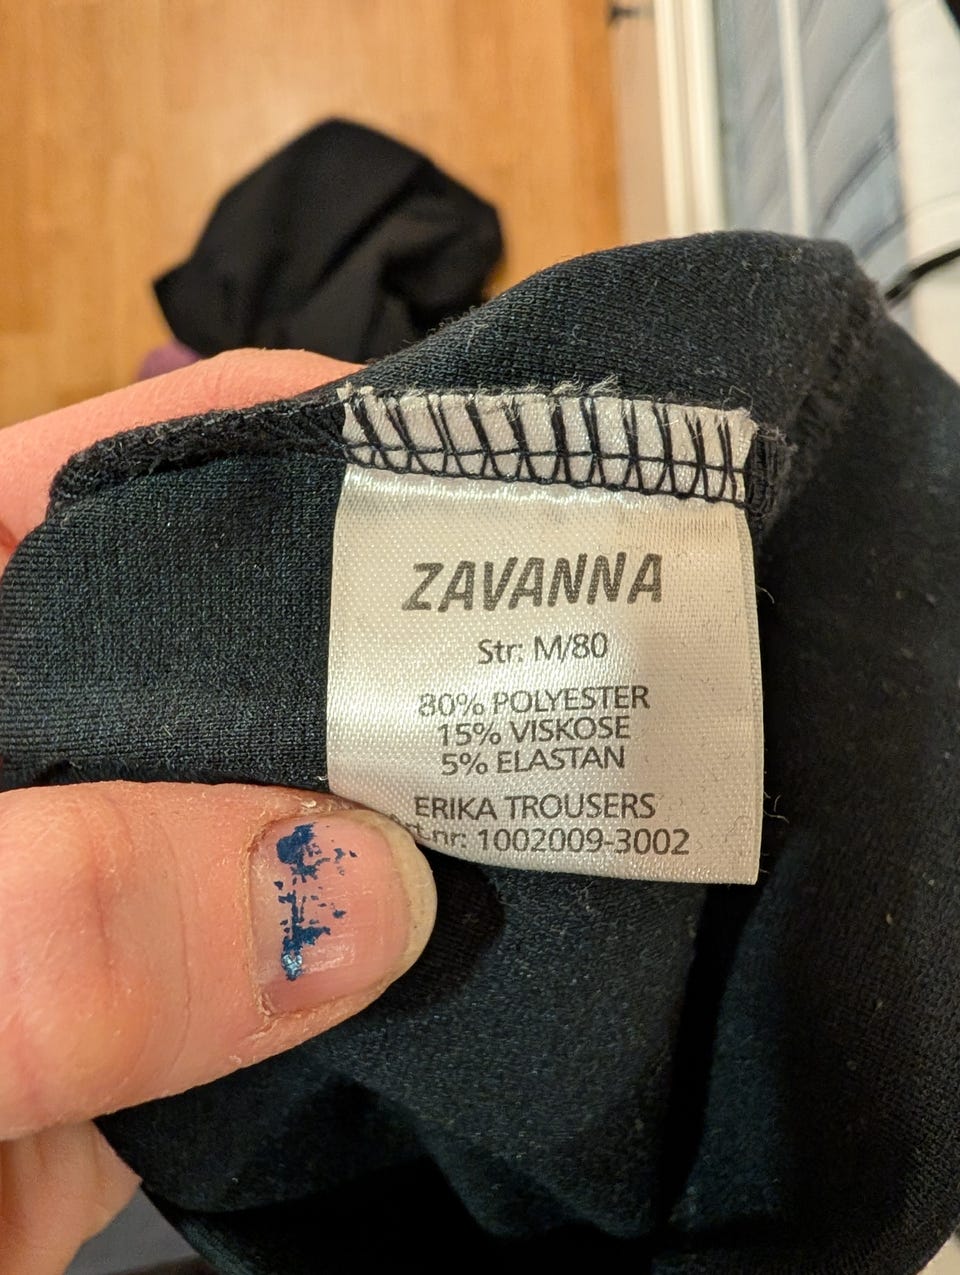 ZAVANNA
Str: M/80
80% POLYESTER
15% VISKOSE
5% ELASTAN
ERIKA TROUSERS
nr: 1002009-3002